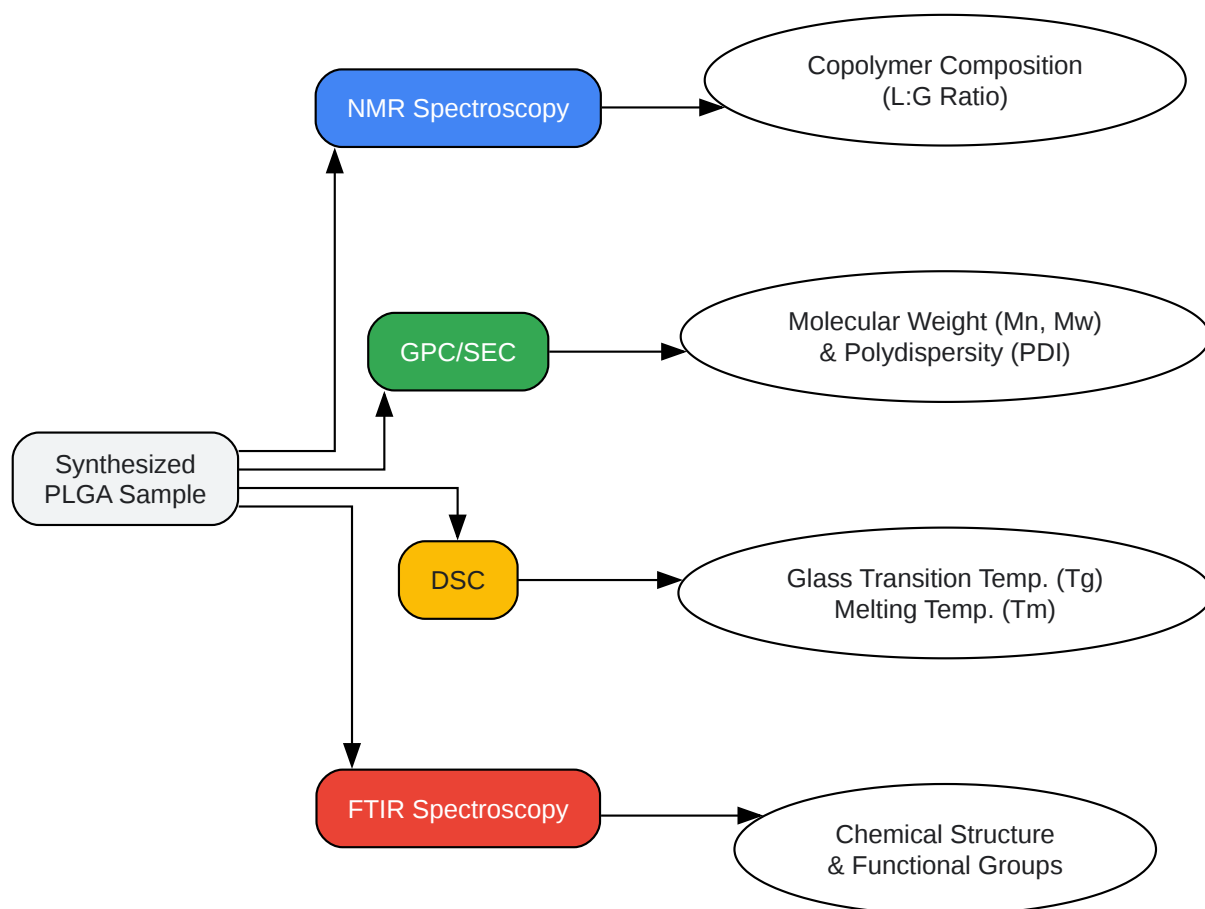 Copolymer Composition
(L:G Ratio)
NMR Spectroscopy
Molecular Weight (Mn, Mw)
& Polydispersity (PDI)
GPC/SEC
Synthesized
PLGA Sample
DSC
Glass Transition Temp. (Tg)
Melting Temp. (Tm)
FTIR Spectroscopy
Chemical Structure
& Functional Groups